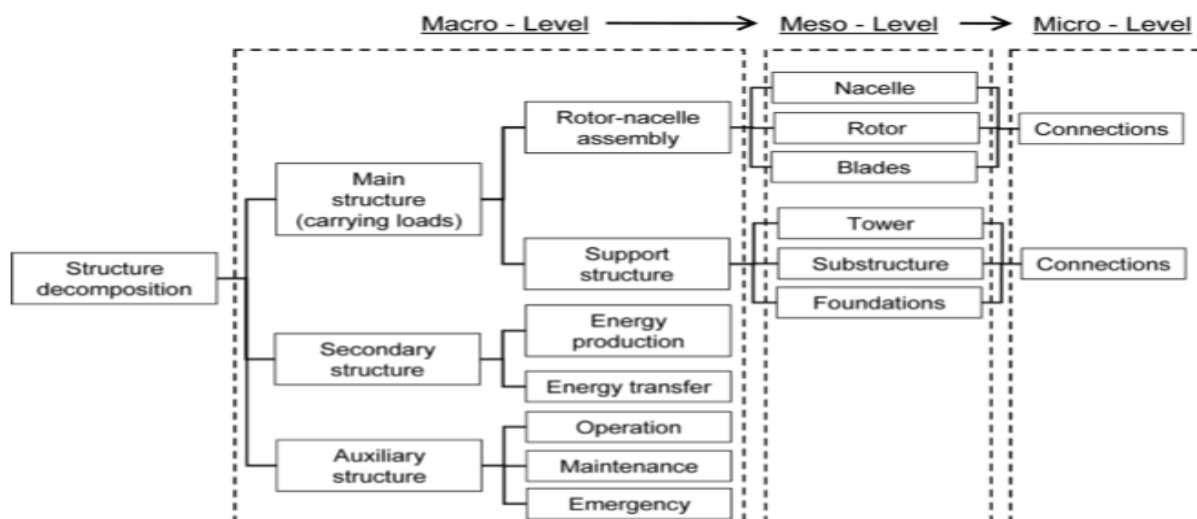 Macro - Level
Meso - Level
Micro - Level
Nacelle
Rotor-nacelle
assembly
Rotor
Connections
Blades
Main
structure
(carrying loads)
Tower
Support
structure
Substructure
Connections
Foundations
Structure
decomposition
Energy
production
Secondary
structure
Energy transfer
Operation
Auxiliary
structure
Maintenance
Emergency